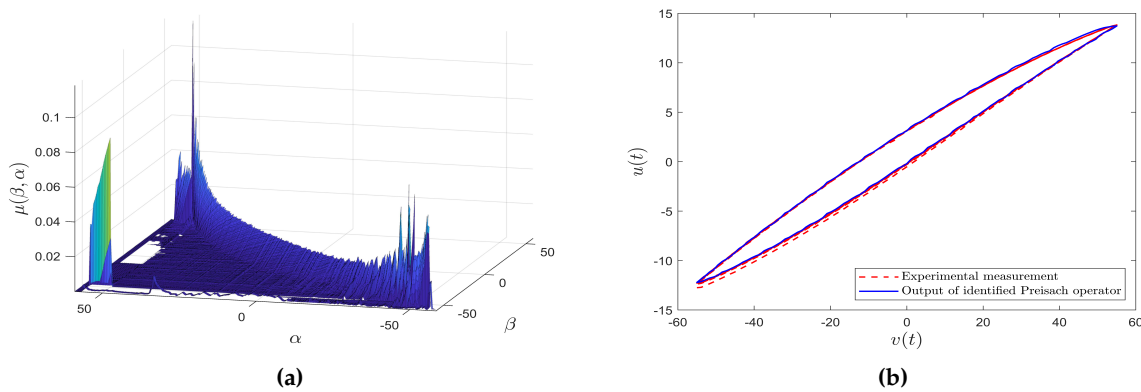 0.1
0.08
0.06
0.04
0.02
μ(β, α)
50
0
-50
α
50
0
-50
β
(a)
15
10
5
0
-5
-10
-15
u(t)
Experimental measurement
Output of identified Preisach operator
-60
-40
-20
0
20
40
60
v(t)
(b)